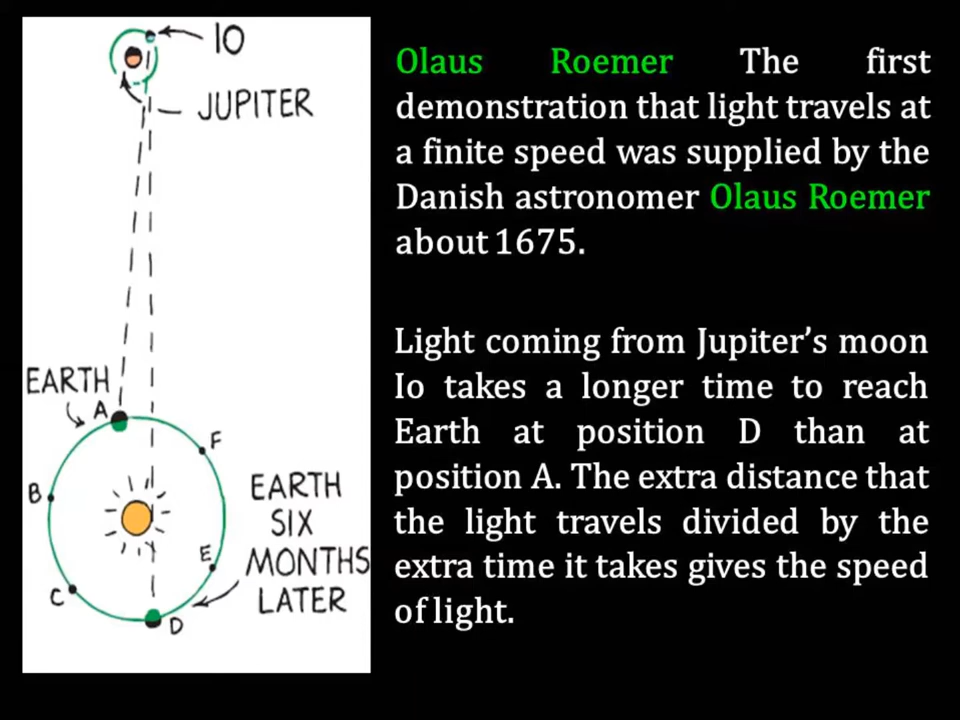 IO
JUPITER
EARTH
A
F
B
EARTH
SIX
MONTHS
LATER
E
C
D
Olaus Roemer The first
demonstration that light travels at
a finite speed was supplied by the
Danish astronomer Olaus Roemer
about 1675.
Light coming from Jupiter’s moon
Io takes a longer time to reach
Earth at position D than at
position A. The extra distance that
the light travels divided by the
extra time it takes gives the speed
of light.